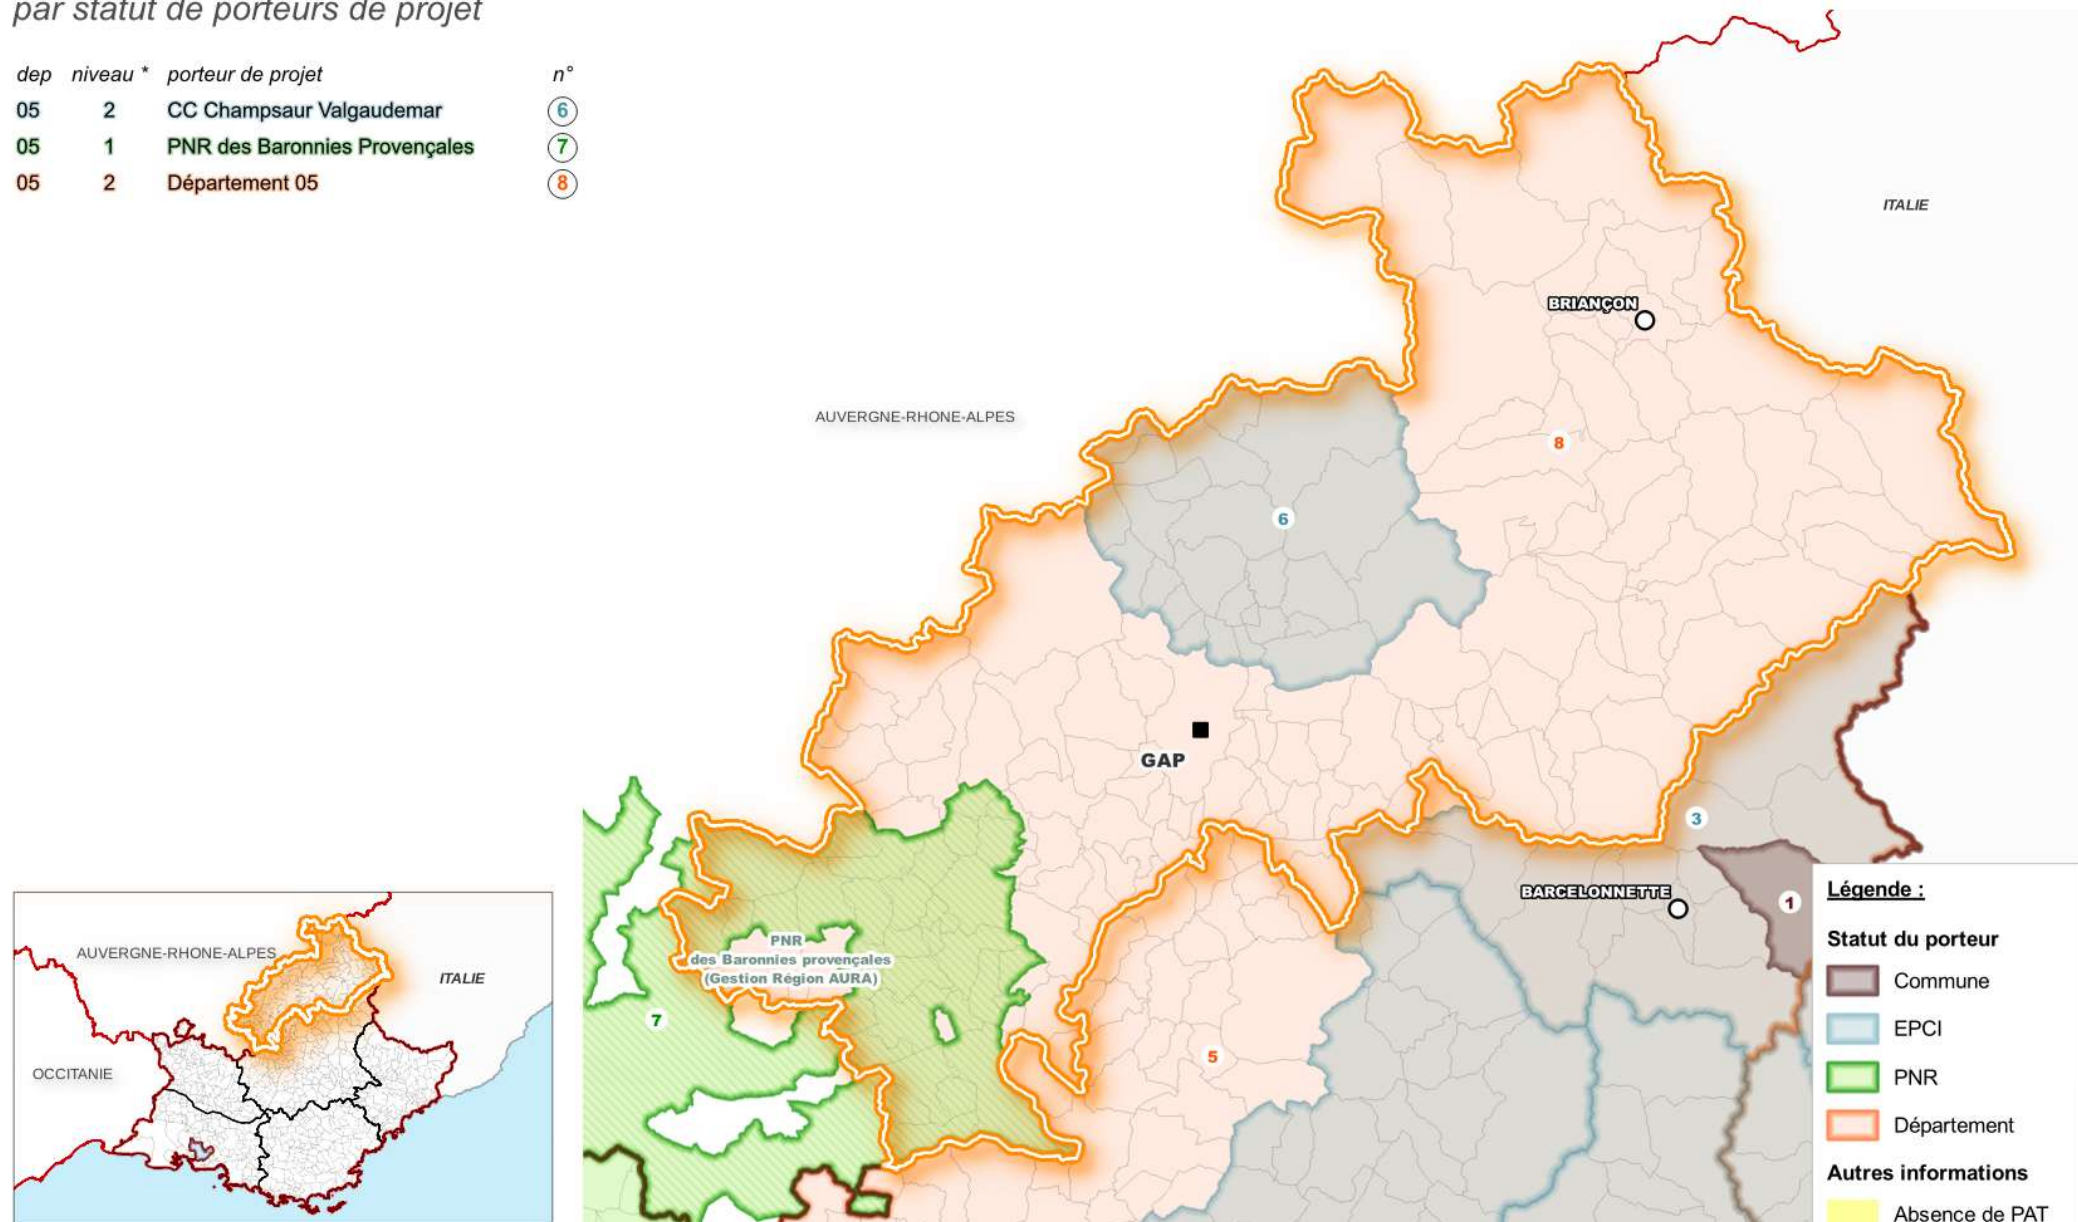 par statut de porteurs de projet
dep niveau * porteur de projet n°
05 2 CC Champsaur Valgaudemar 6
05 1 PNR des Baronnies Provençales 7
05 2 Département 05 8
ITALIE
BRIANÇON
AUVERGNE-RHONE-ALPES
8
6
GAP
3
BARCELONNETTE
1
PNR
des Baronnies provençales
(Gestion Région AURA)
7
5
AUVERGNE-RHONE-ALPES
ITALIE
OCCITANIE
Légende :
Statut du porteur
Commune
EPCI
PNR
Département
Autres informations
Absence de PAT